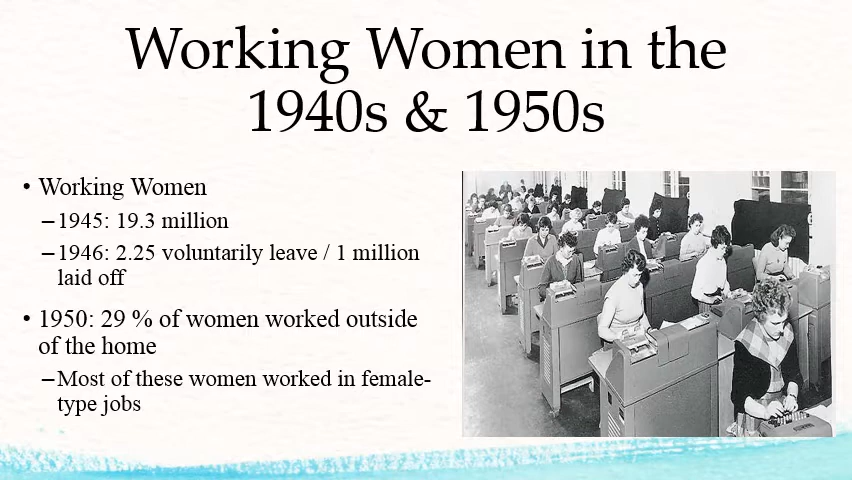 Working Women in the
1940s & 1950s
• Working Women
–1945: 19.3 million
–1946: 2.25 voluntarily leave / 1 million
laid off
• 1950: 29 % of women worked outside
of the home
–Most of these women worked in female-
type jobs